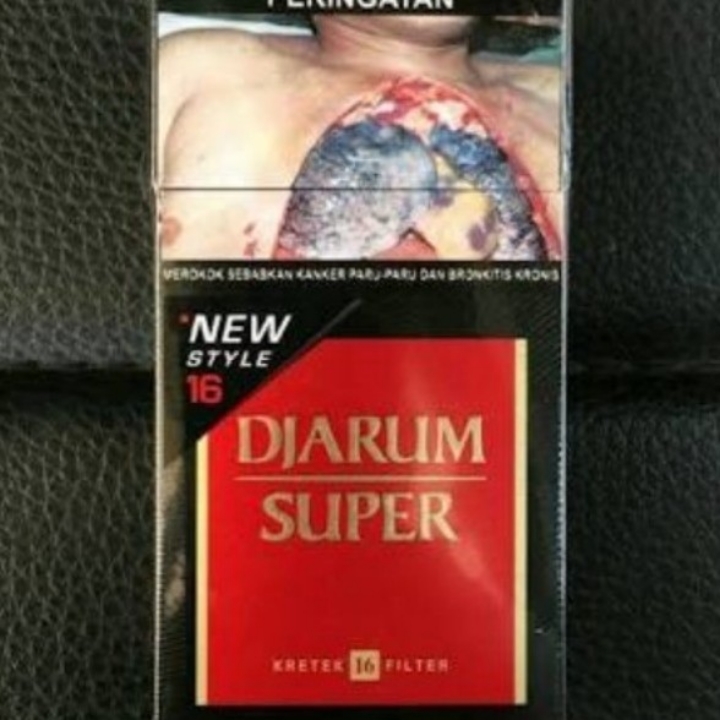 PERINGATAN
MEROKOK SEBABKAN KANKER PARU-PARU DAN BRONKITIS KRONIS
NEW
STYLE
16
DJARUM
SUPER
KRETEK 16 FILTER